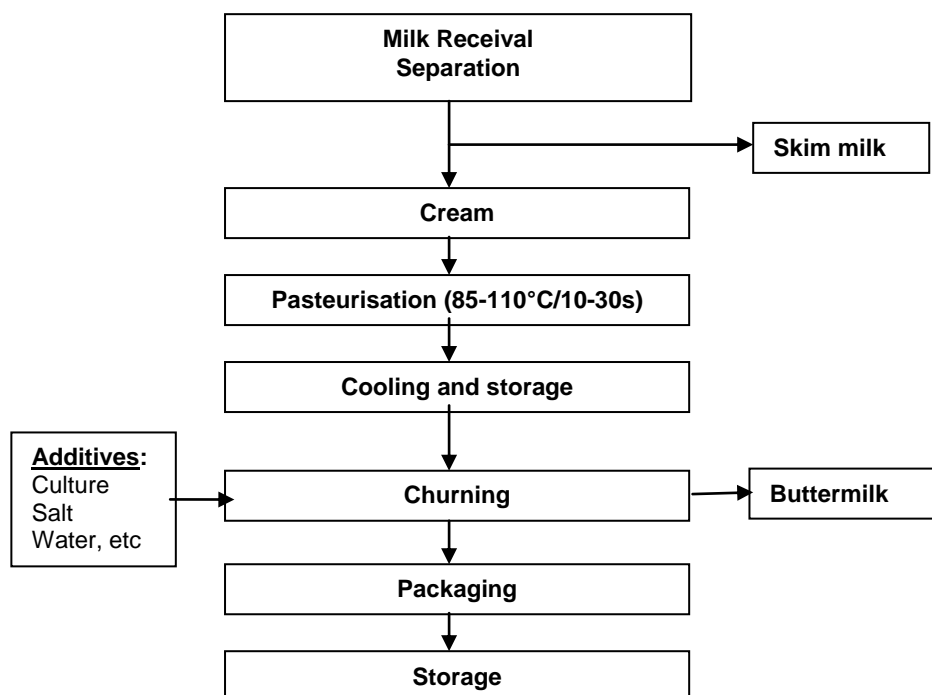 Milk Receival
Separation
Skim milk
Cream
Pasteurisation (85-110°C/10-30s)
Cooling and storage
Additives:
Culture
Salt
Water, etc
Churning
Buttermilk
Packaging
Storage